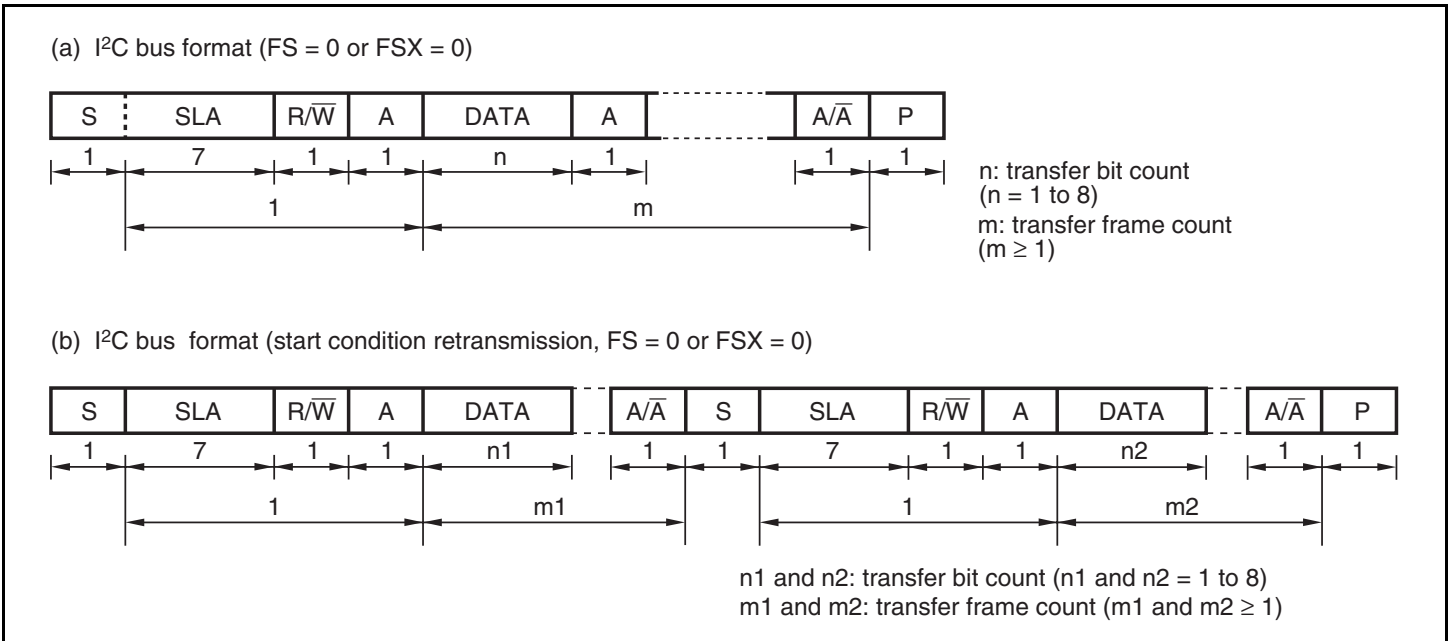 (a) I²C bus format (FS = 0 or FSX = 0)
S SLA R/W̅ A DATA A A/A̅ P
1 7 1 1 n 1 1 1
1 m
n: transfer bit count
(n = 1 to 8)
m: transfer frame count
(m ≥ 1)
(b) I²C bus format (start condition retransmission, FS = 0 or FSX = 0)
S SLA R/W̅ A DATA A/A̅ S SLA R/W̅ A DATA A/A̅ P
1 7 1 1 n1 1 1 7 1 1 n2 1 1
1 m1 1 m2
n1 and n2: transfer bit count (n1 and n2 = 1 to 8)
m1 and m2: transfer frame count (m1 and m2 ≥ 1)